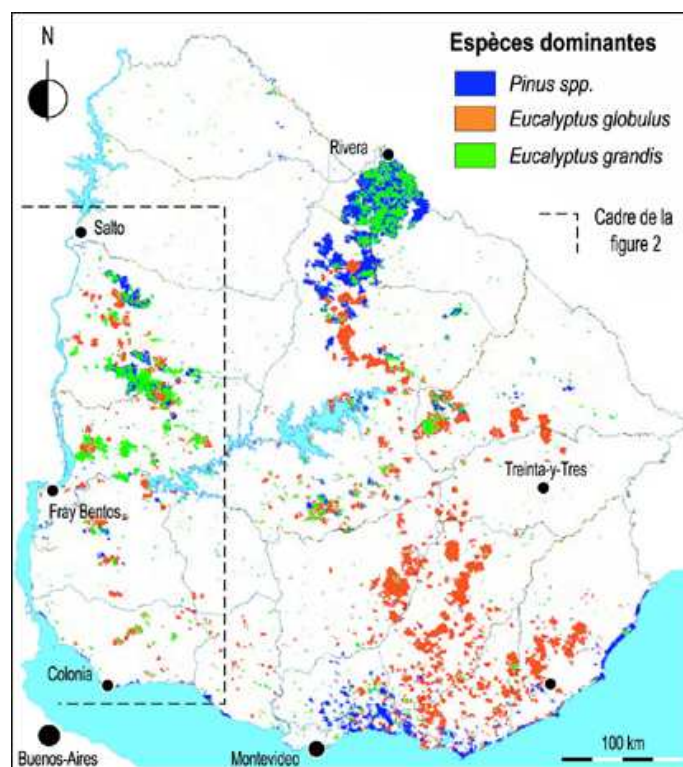 N
Espèces dominantes
Pinus spp.
Eucalyptus globulus
Eucalyptus grandis
Rivera
Cadre de la
figure 2
Salto
Treinta-y-Tres
Fray Bentos
Colonia
100 km
Buenos-Aires
Montevideo